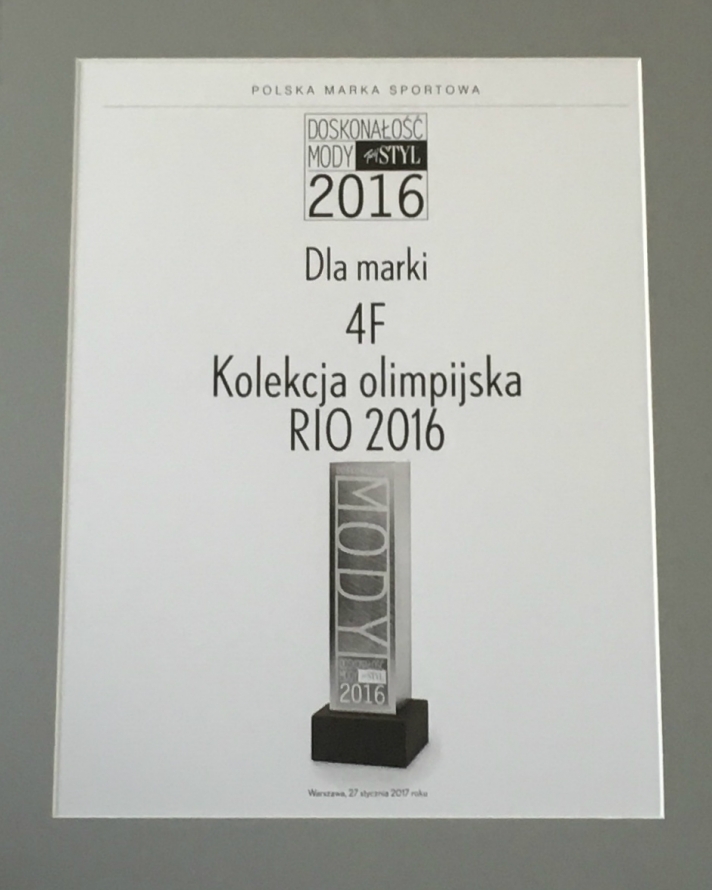 POLSKA MARKA SPORTOWA
DOSKONAŁOŚĆ
MODY Twój STYL
2016
Dla marki
4F
Kolekcja olimpijska
RIO 2016
MODY
DOSKONAŁOŚĆ
MODY STYL
2016
Warszawa, 27 stycznia 2017 roku